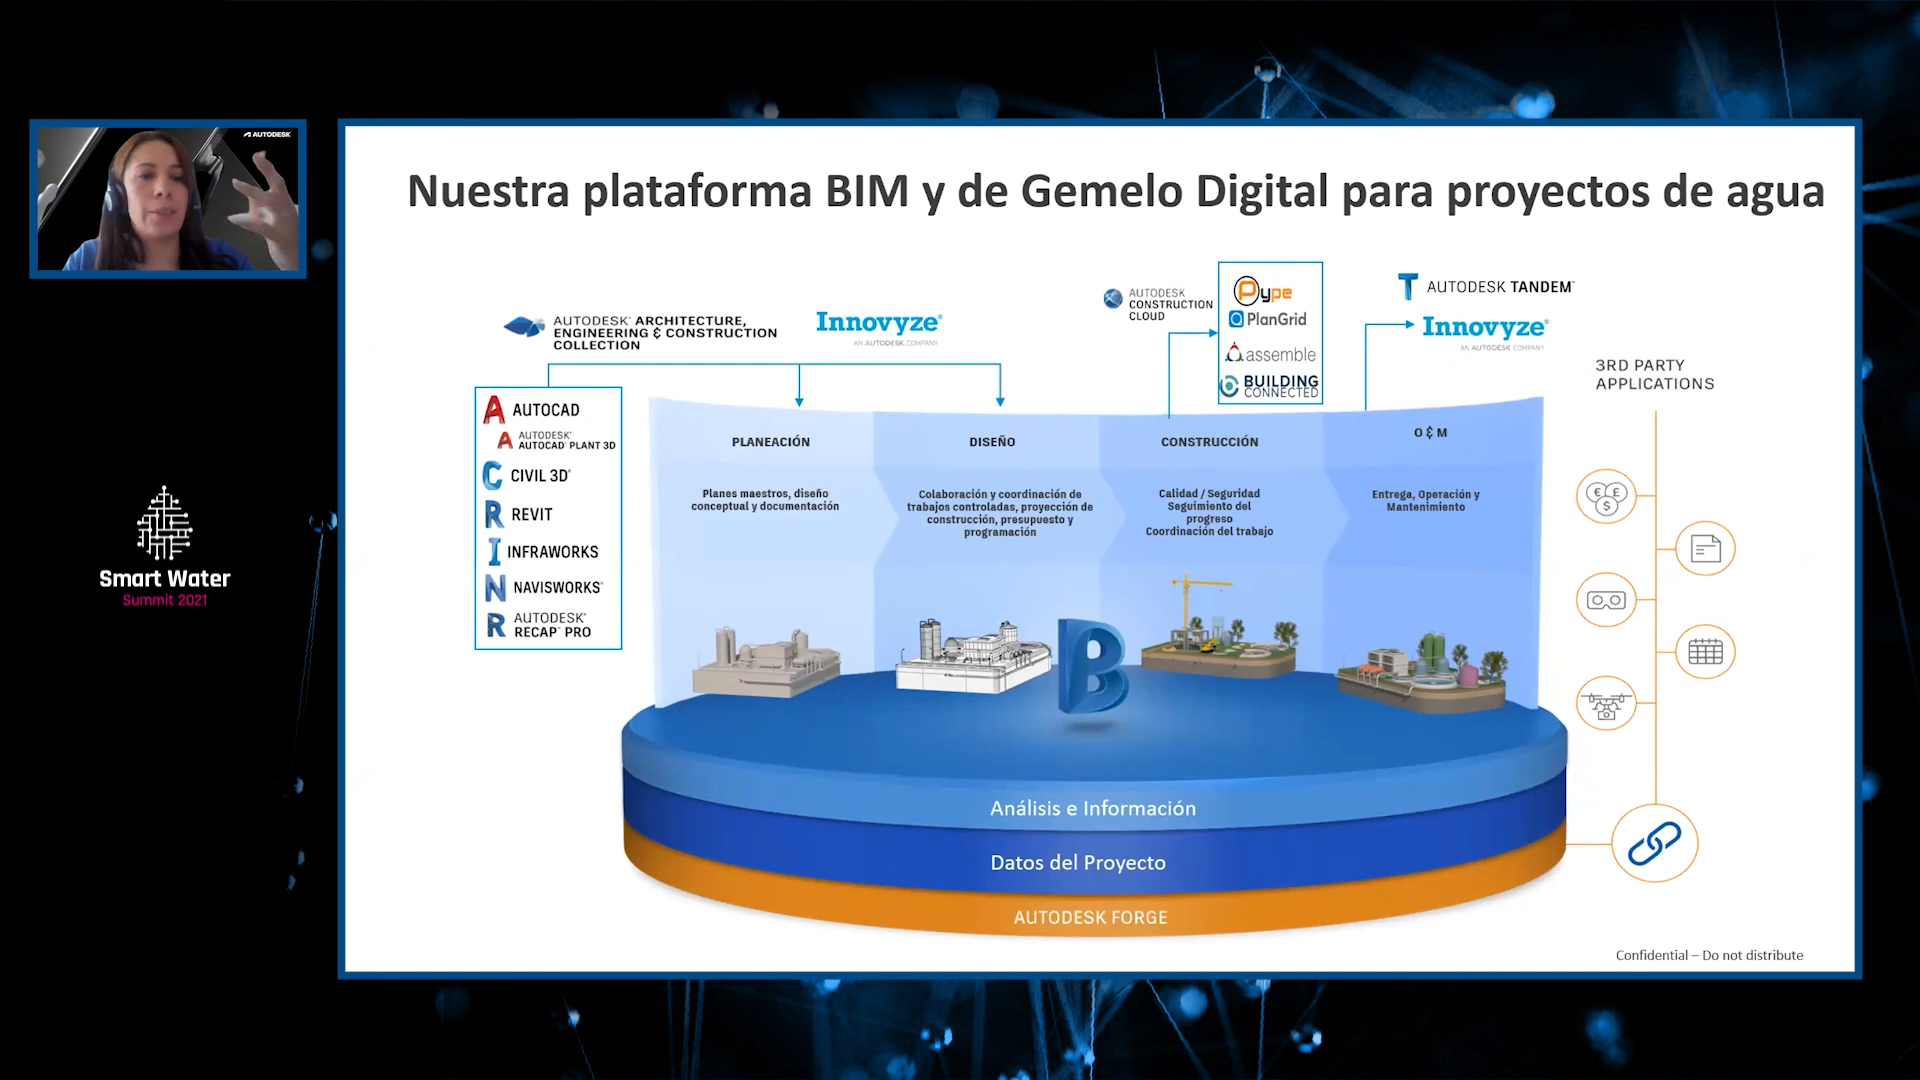 AUTODESK
Smart Water
Summit 2021
Nuestra plataforma BIM y de Gemelo Digital para proyectos de agua
AUTODESK® ARCHITECTURE,
ENGINEERING & CONSTRUCTION
COLLECTION
Innovyze®
AN AUTODESK COMPANY
AUTODESK
CONSTRUCTION
CLOUD
Pype
PlanGrid
assemble
BUILDING
CONNECTED
AUTODESK TANDEM™
Innovyze®
AN AUTODESK COMPANY
3RD PARTY
APPLICATIONS
AUTOCAD
AUTODESK®
AUTOCAD® PLANT 3D
CIVIL 3D®
REVIT
INFRAWORKS
NAVISWORKS®
AUTODESK®
RECAP™ PRO
PLANEACIÓN
Planes maestros, diseño
conceptual y documentación
DISEÑO
Colaboración y coordinación de
trabajos controladas, proyección de
construcción, presupuesto y
programación
CONSTRUCCIÓN
Calidad / Seguridad
Seguimiento del
progreso
Coordinación del trabajo
O & M
Entrega, Operación y
Mantenimiento
Análisis e Información
Datos del Proyecto
AUTODESK FORGE
Confidential – Do not distribute